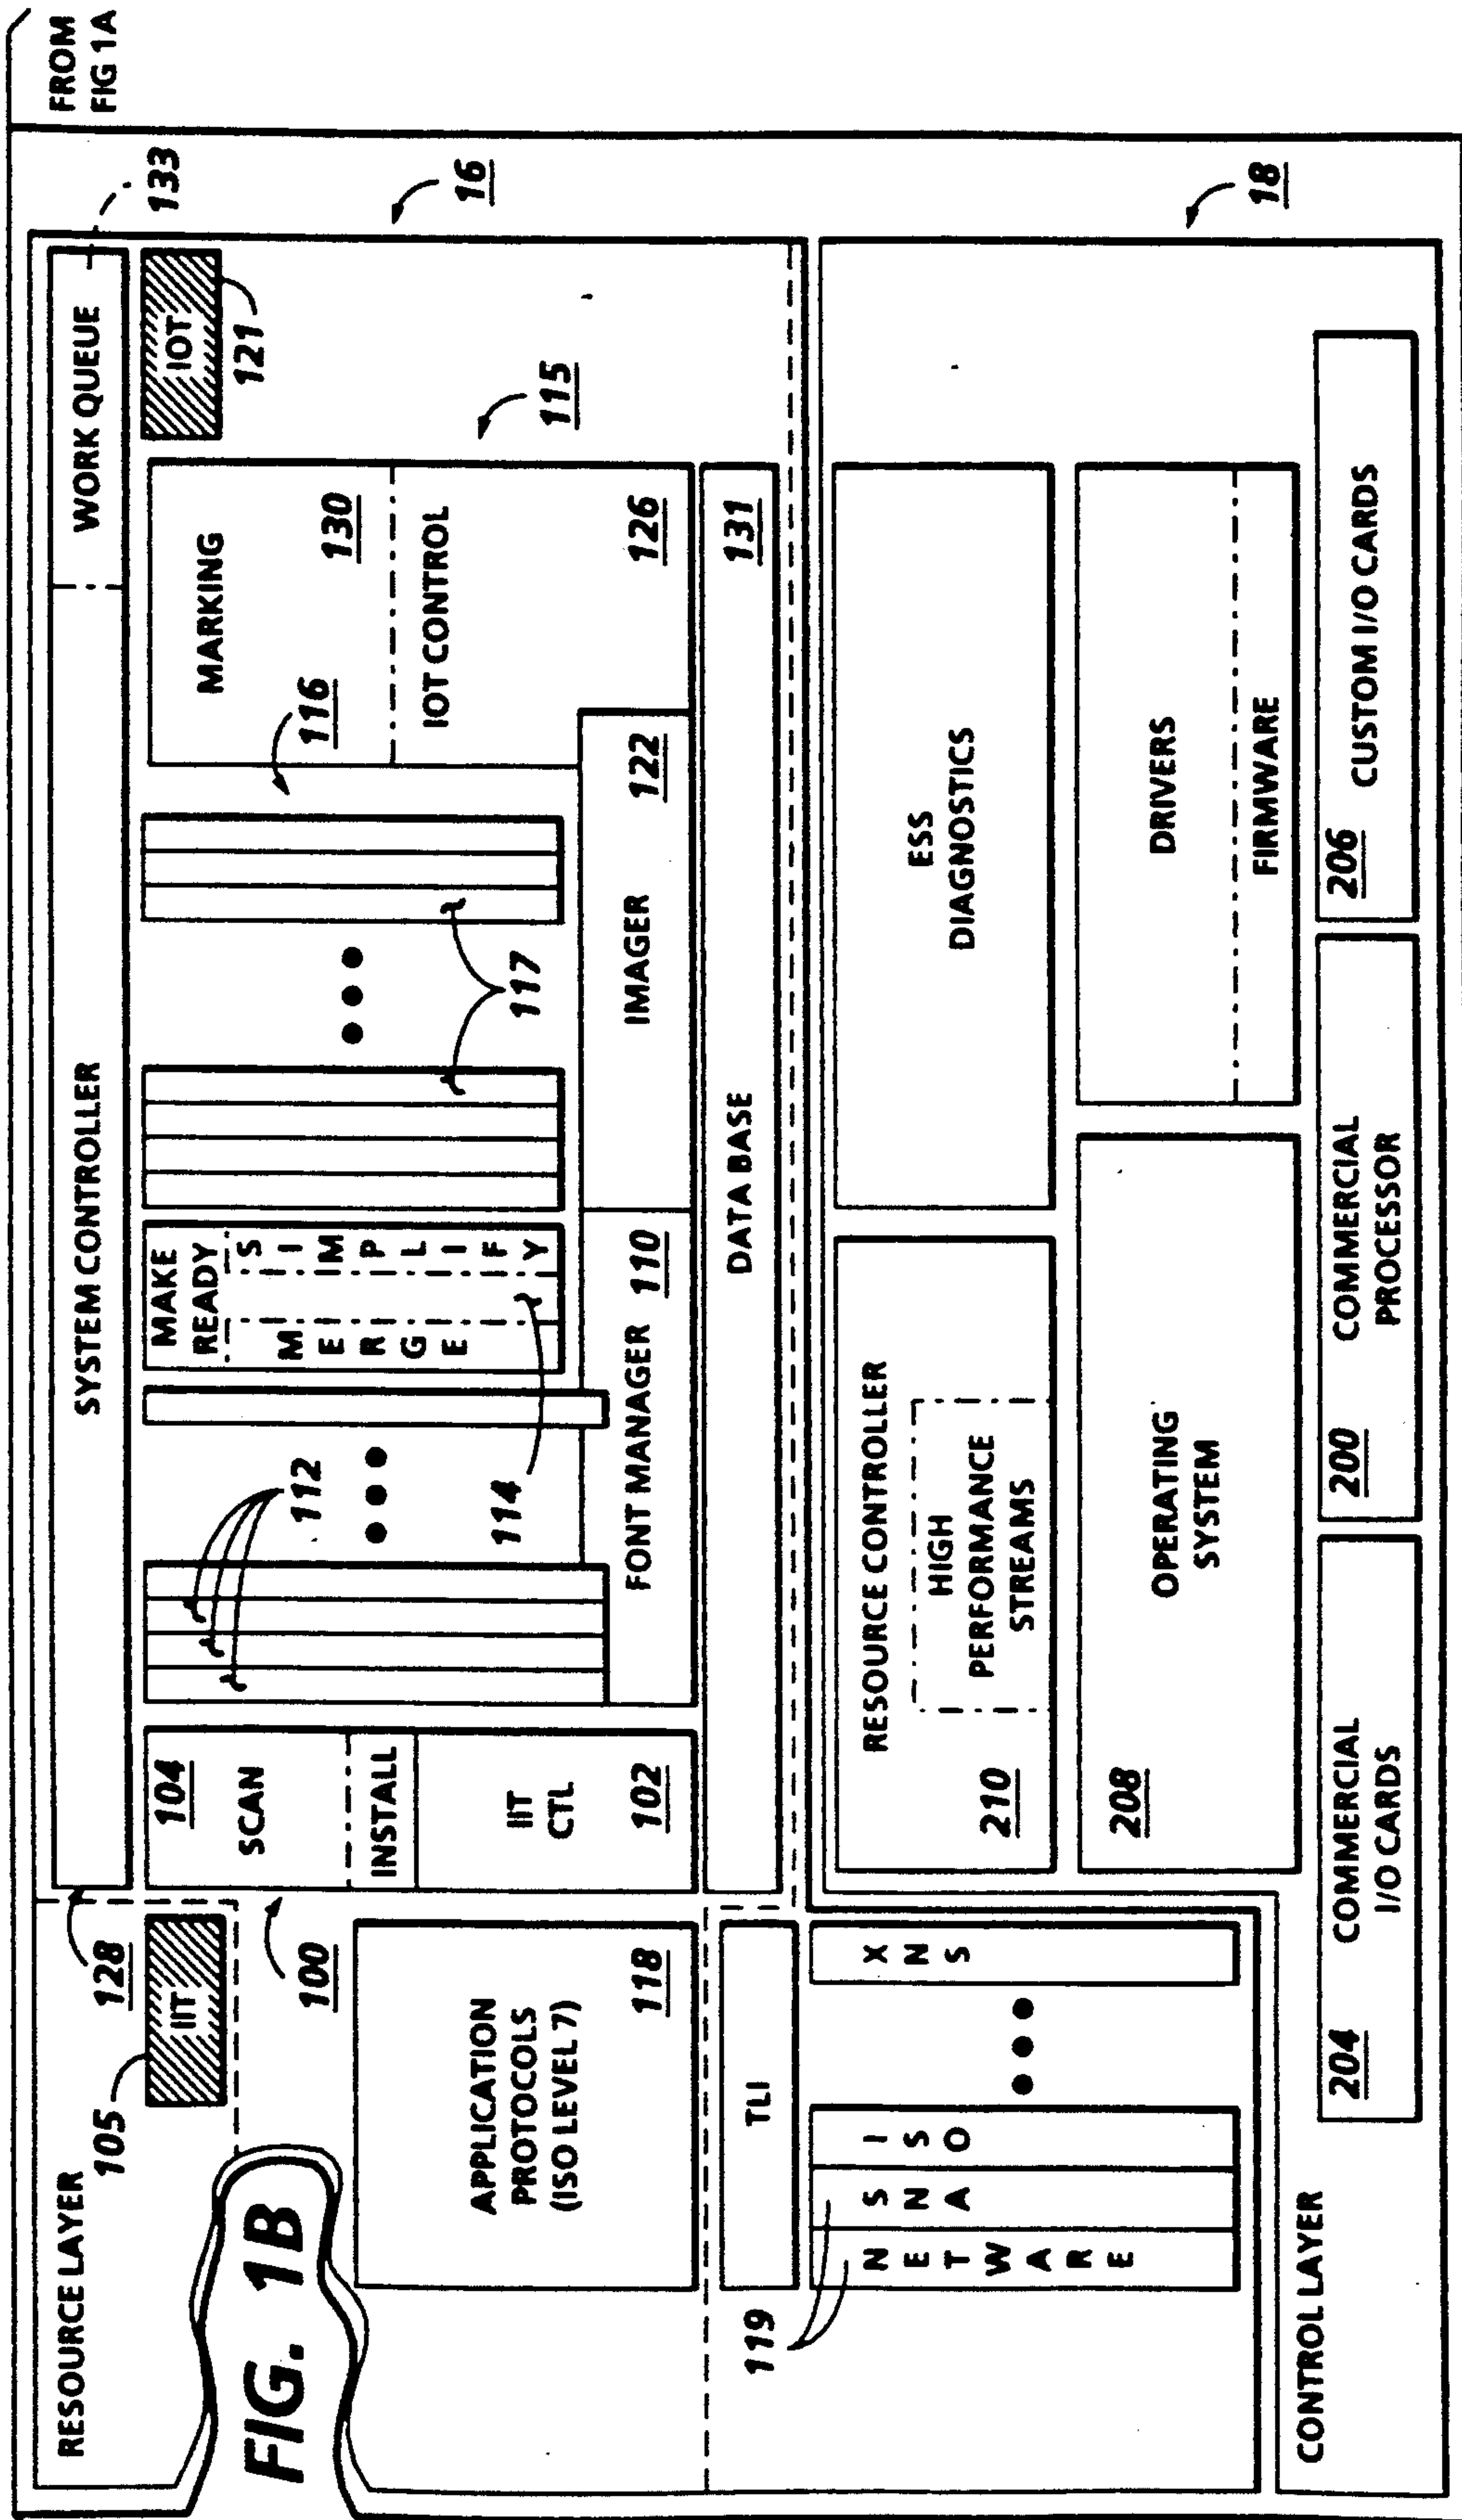 FROM
FIG 1A
RESOURCE LAYER
105
IIT
128
SYSTEM CONTROLLER
WORK QUEUE
133
IOT
121
16
FIG. 1B
100
104
SCAN
INSTALL
IIT
CTL
102
112
114
MAKE
READY
MERGE
SIMPLIFY
117
116
MARKING
130
IOT CONTROL
126
115
FONT MANAGER
110
IMAGER
122
DATA BASE
131
APPLICATION
PROTOCOLS
(ISO LEVEL 7)
118
TLI
119
NETWARE
SNA
ISO
XNS
18
RESOURCE CONTROLLER
HIGH
PERFORMANCE
STREAMS
210
ESS
DIAGNOSTICS
OPERATING
SYSTEM
208
DRIVERS
FIRMWARE
CONTROL LAYER
204
COMMERCIAL
I/O CARDS
200
COMMERCIAL
PROCESSOR
206
CUSTOM I/O CARDS